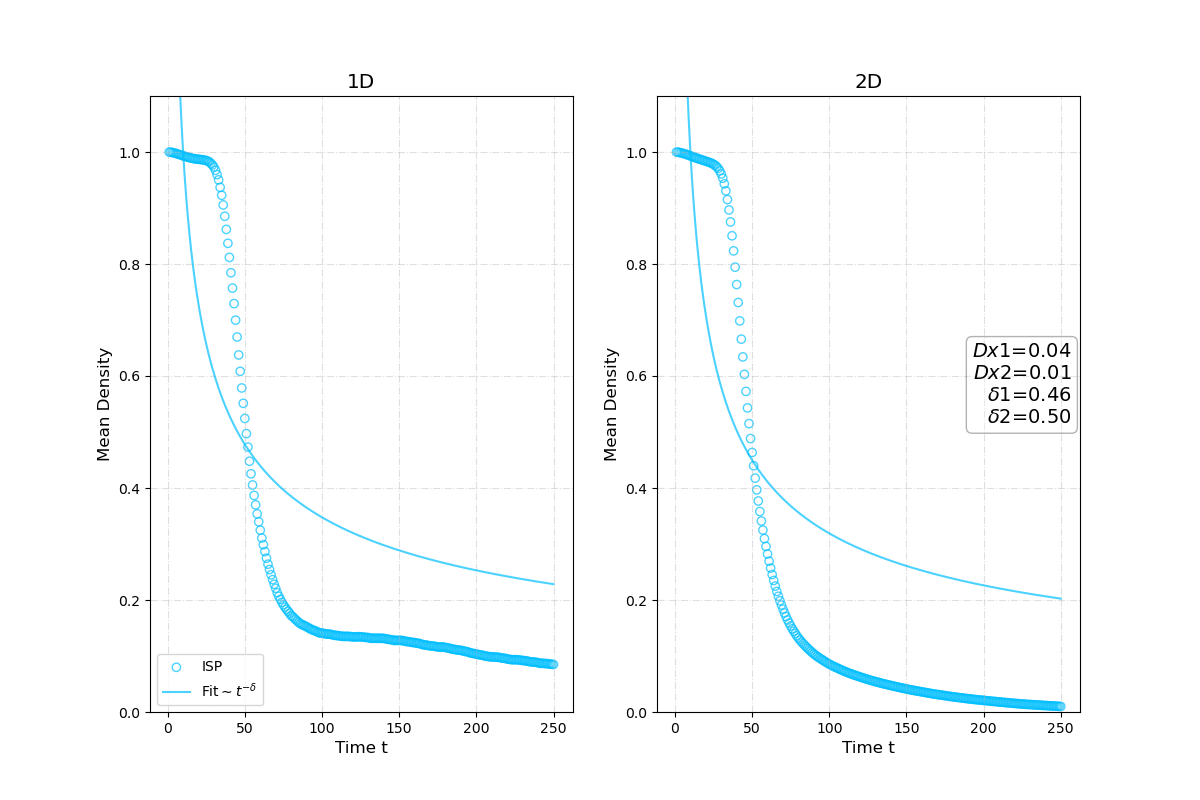 1D
2D
1.0
0.8
0.6
0.4
0.2
0.0
Mean Density
0 50 100 150 200 250
Time t
ISP
Fit ~ t^{-δ}
1.0
0.8
0.6
0.4
0.2
0.0
Mean Density
0 50 100 150 200 250
Time t
Dx1=0.04
Dx2=0.01
δ1=0.46
δ2=0.50